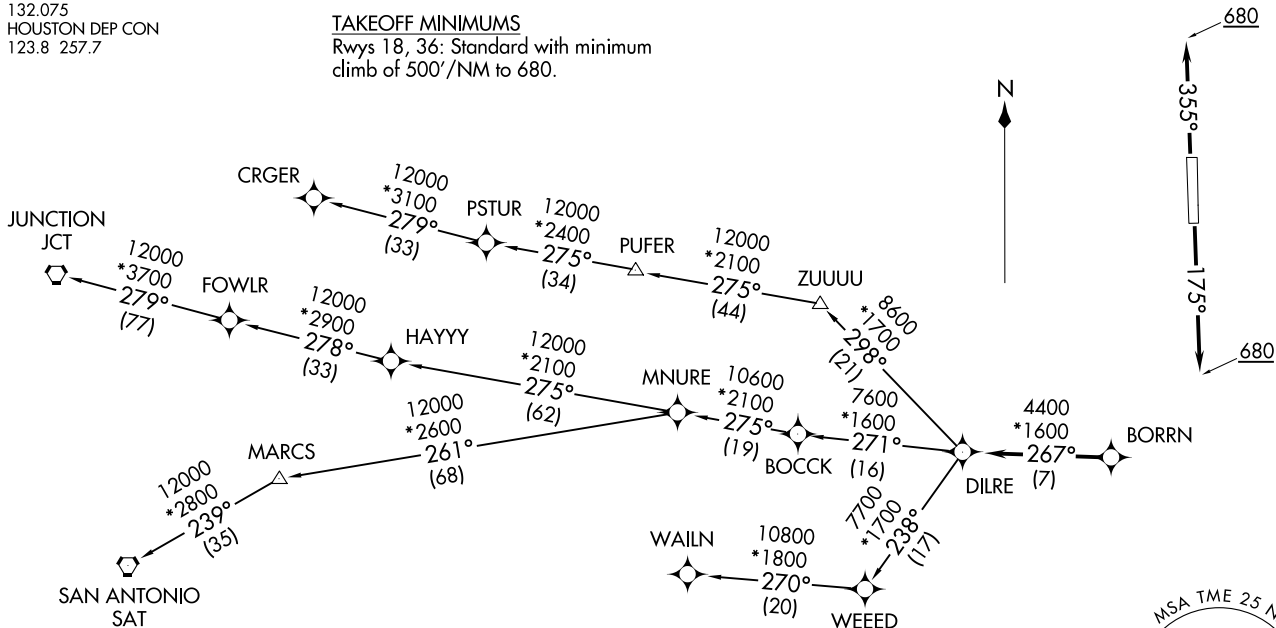 132.075
HOUSTON DEP CON
123.8 257.7
TAKEOFF MINIMUMS
Rwys 18, 36: Standard with minimum
climb of 500'/NM to 680.
680
355°
175°
680
N
CRGER
12000
*3100
279°
(33)
PSTUR
12000
*2400
275°
(34)
PUFER
12000
*2100
275°
(44)
ZUUUU
8600
*1700
298°
(21)
JUNCTION
JCT
12000
*3700
279°
(77)
FOWLR
12000
*2900
278°
(33)
HAYYY
12000
*2100
275°
(62)
MNURE
10600
*2100
275°
(19)
BOCCK
7600
*1600
271°
(16)
DILRE
4400
*1600
267°
(7)
BORRN
12000
*2600
261°
(68)
MARCS
12000
*2800
239°
(35)
SAN ANTONIO
SAT
7700
*1700
238°
(17)
WEEED
10800
*1800
270°
(20)
WAILN
MSA TME 25 N